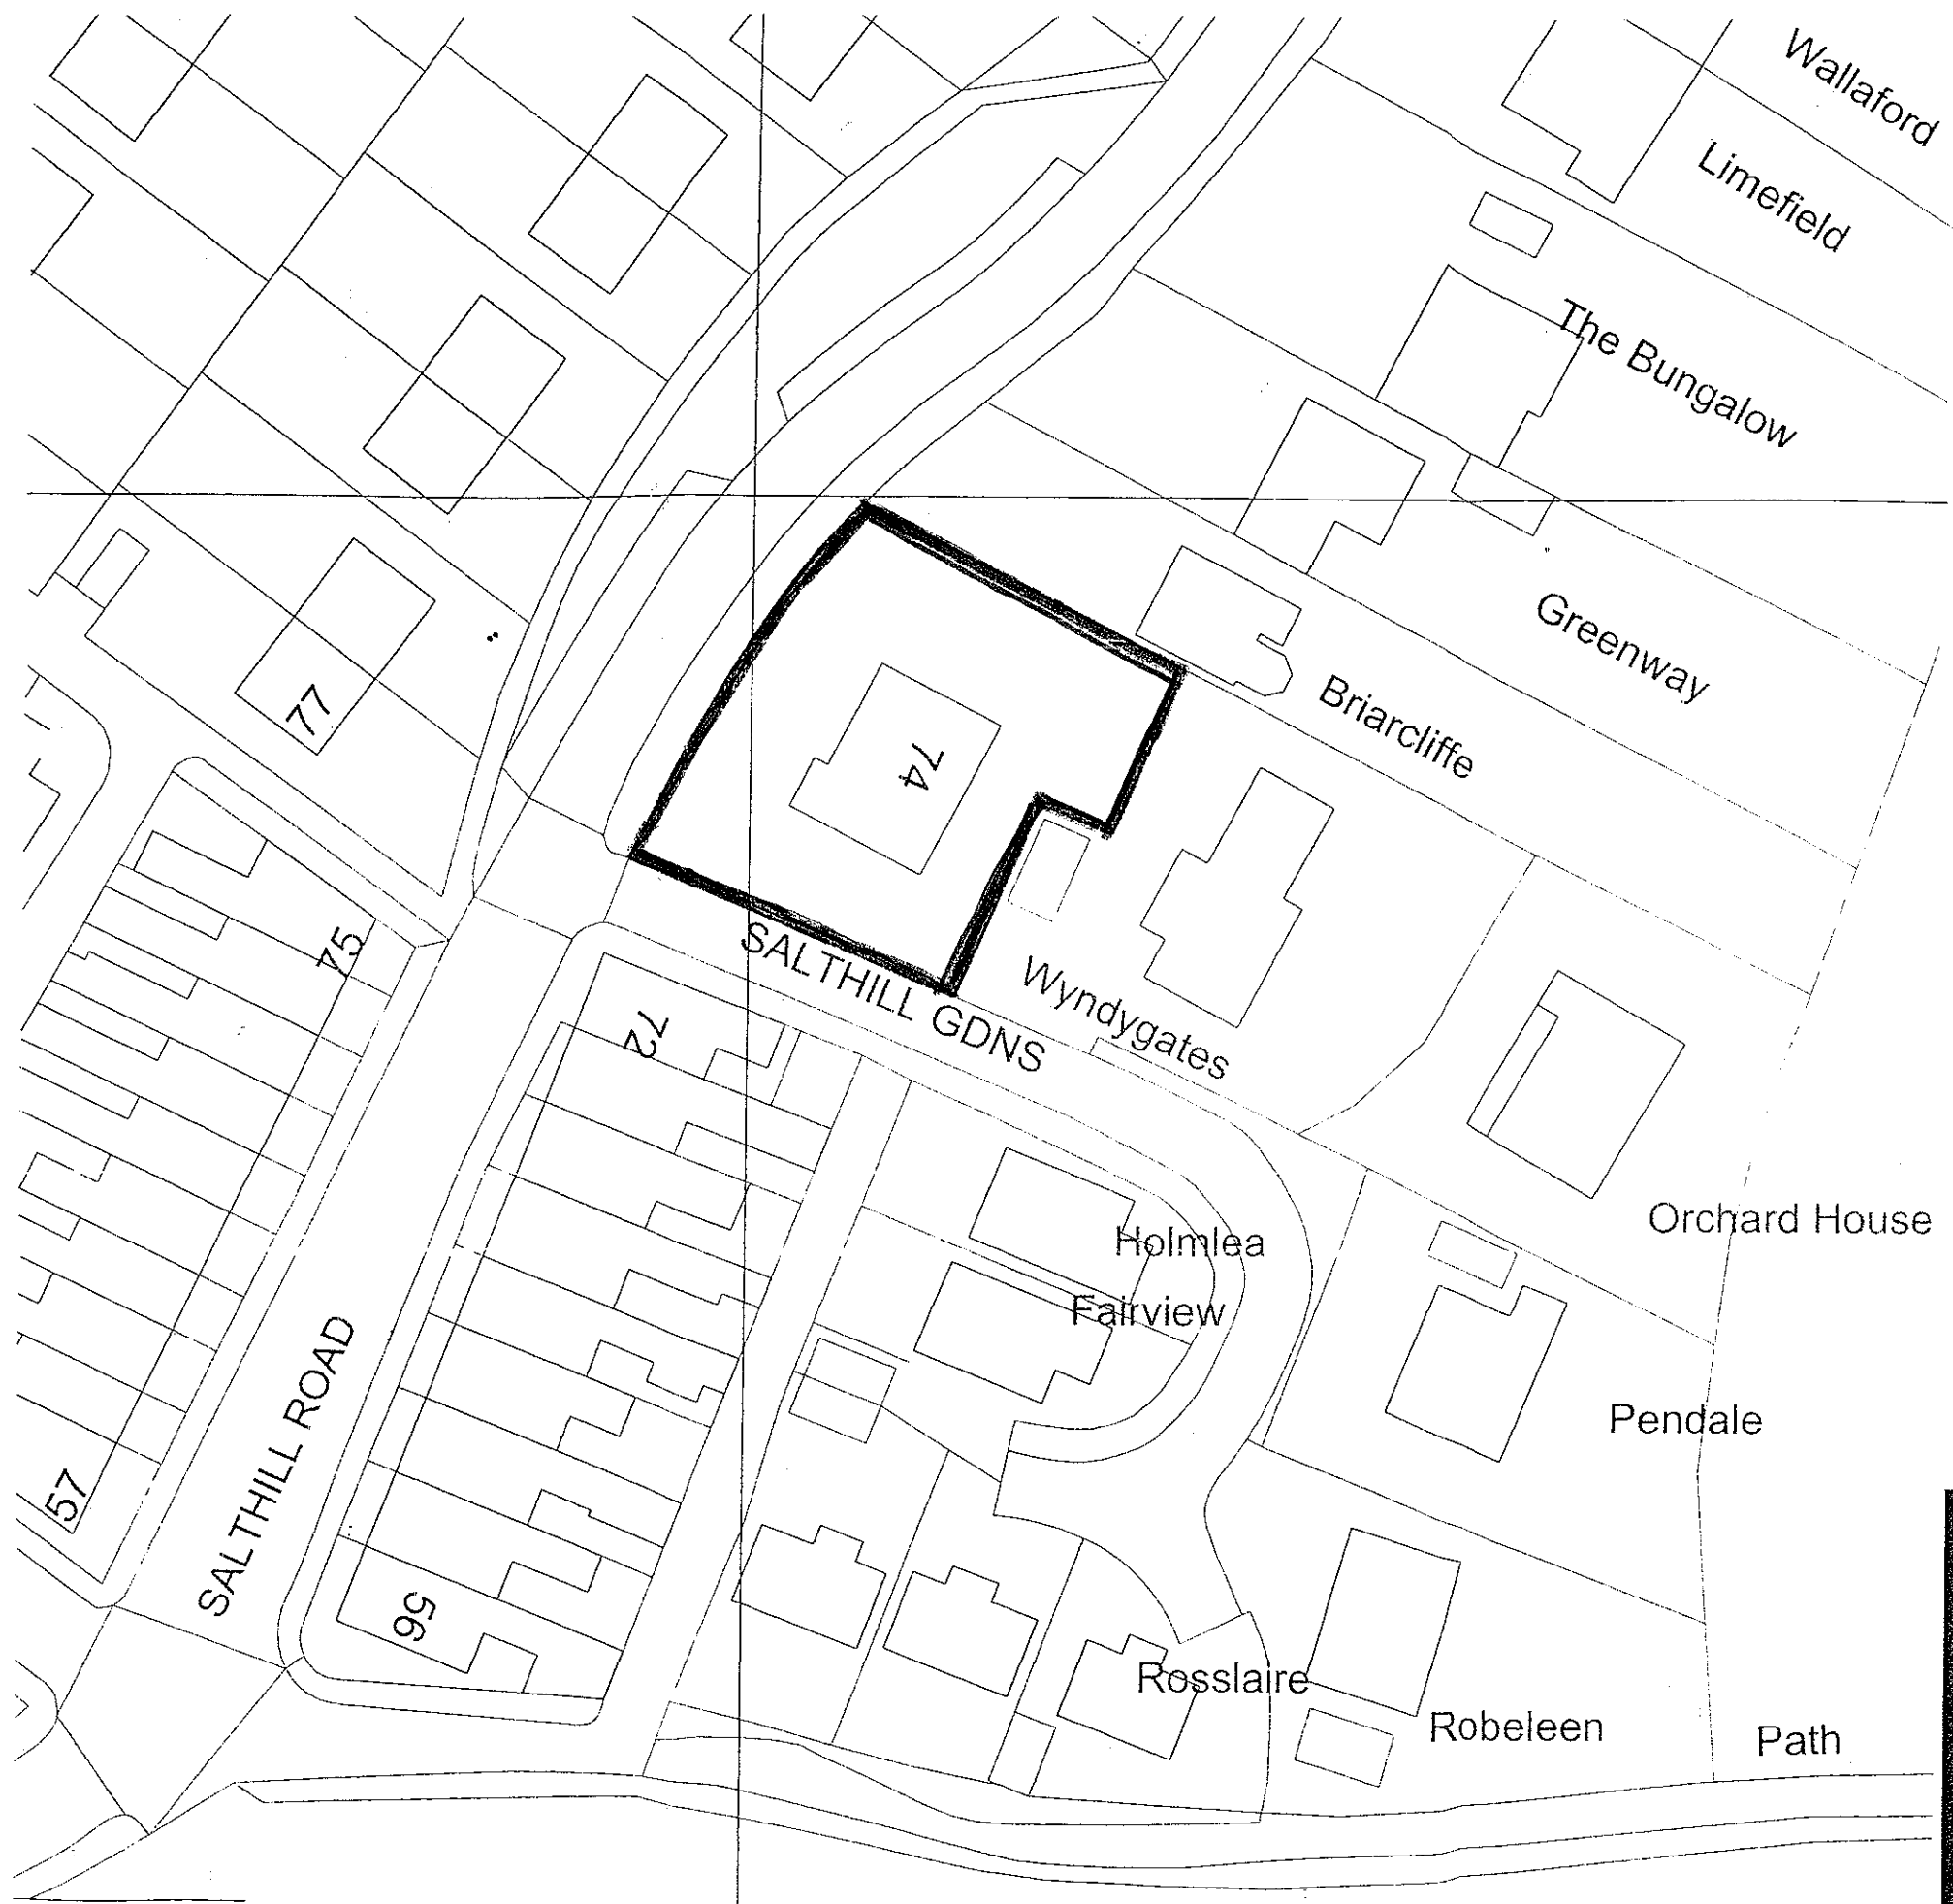 Wallaford
Limefield
The Bungalow
Greenway
Briarcliffe
77
74
75
SALTHILL GDNS
Wyndygates
72
Orchard House
Holmlea
Fairview
Pendale
SALTHILL ROAD
57
56
Rosslaire
Robeleen
Path